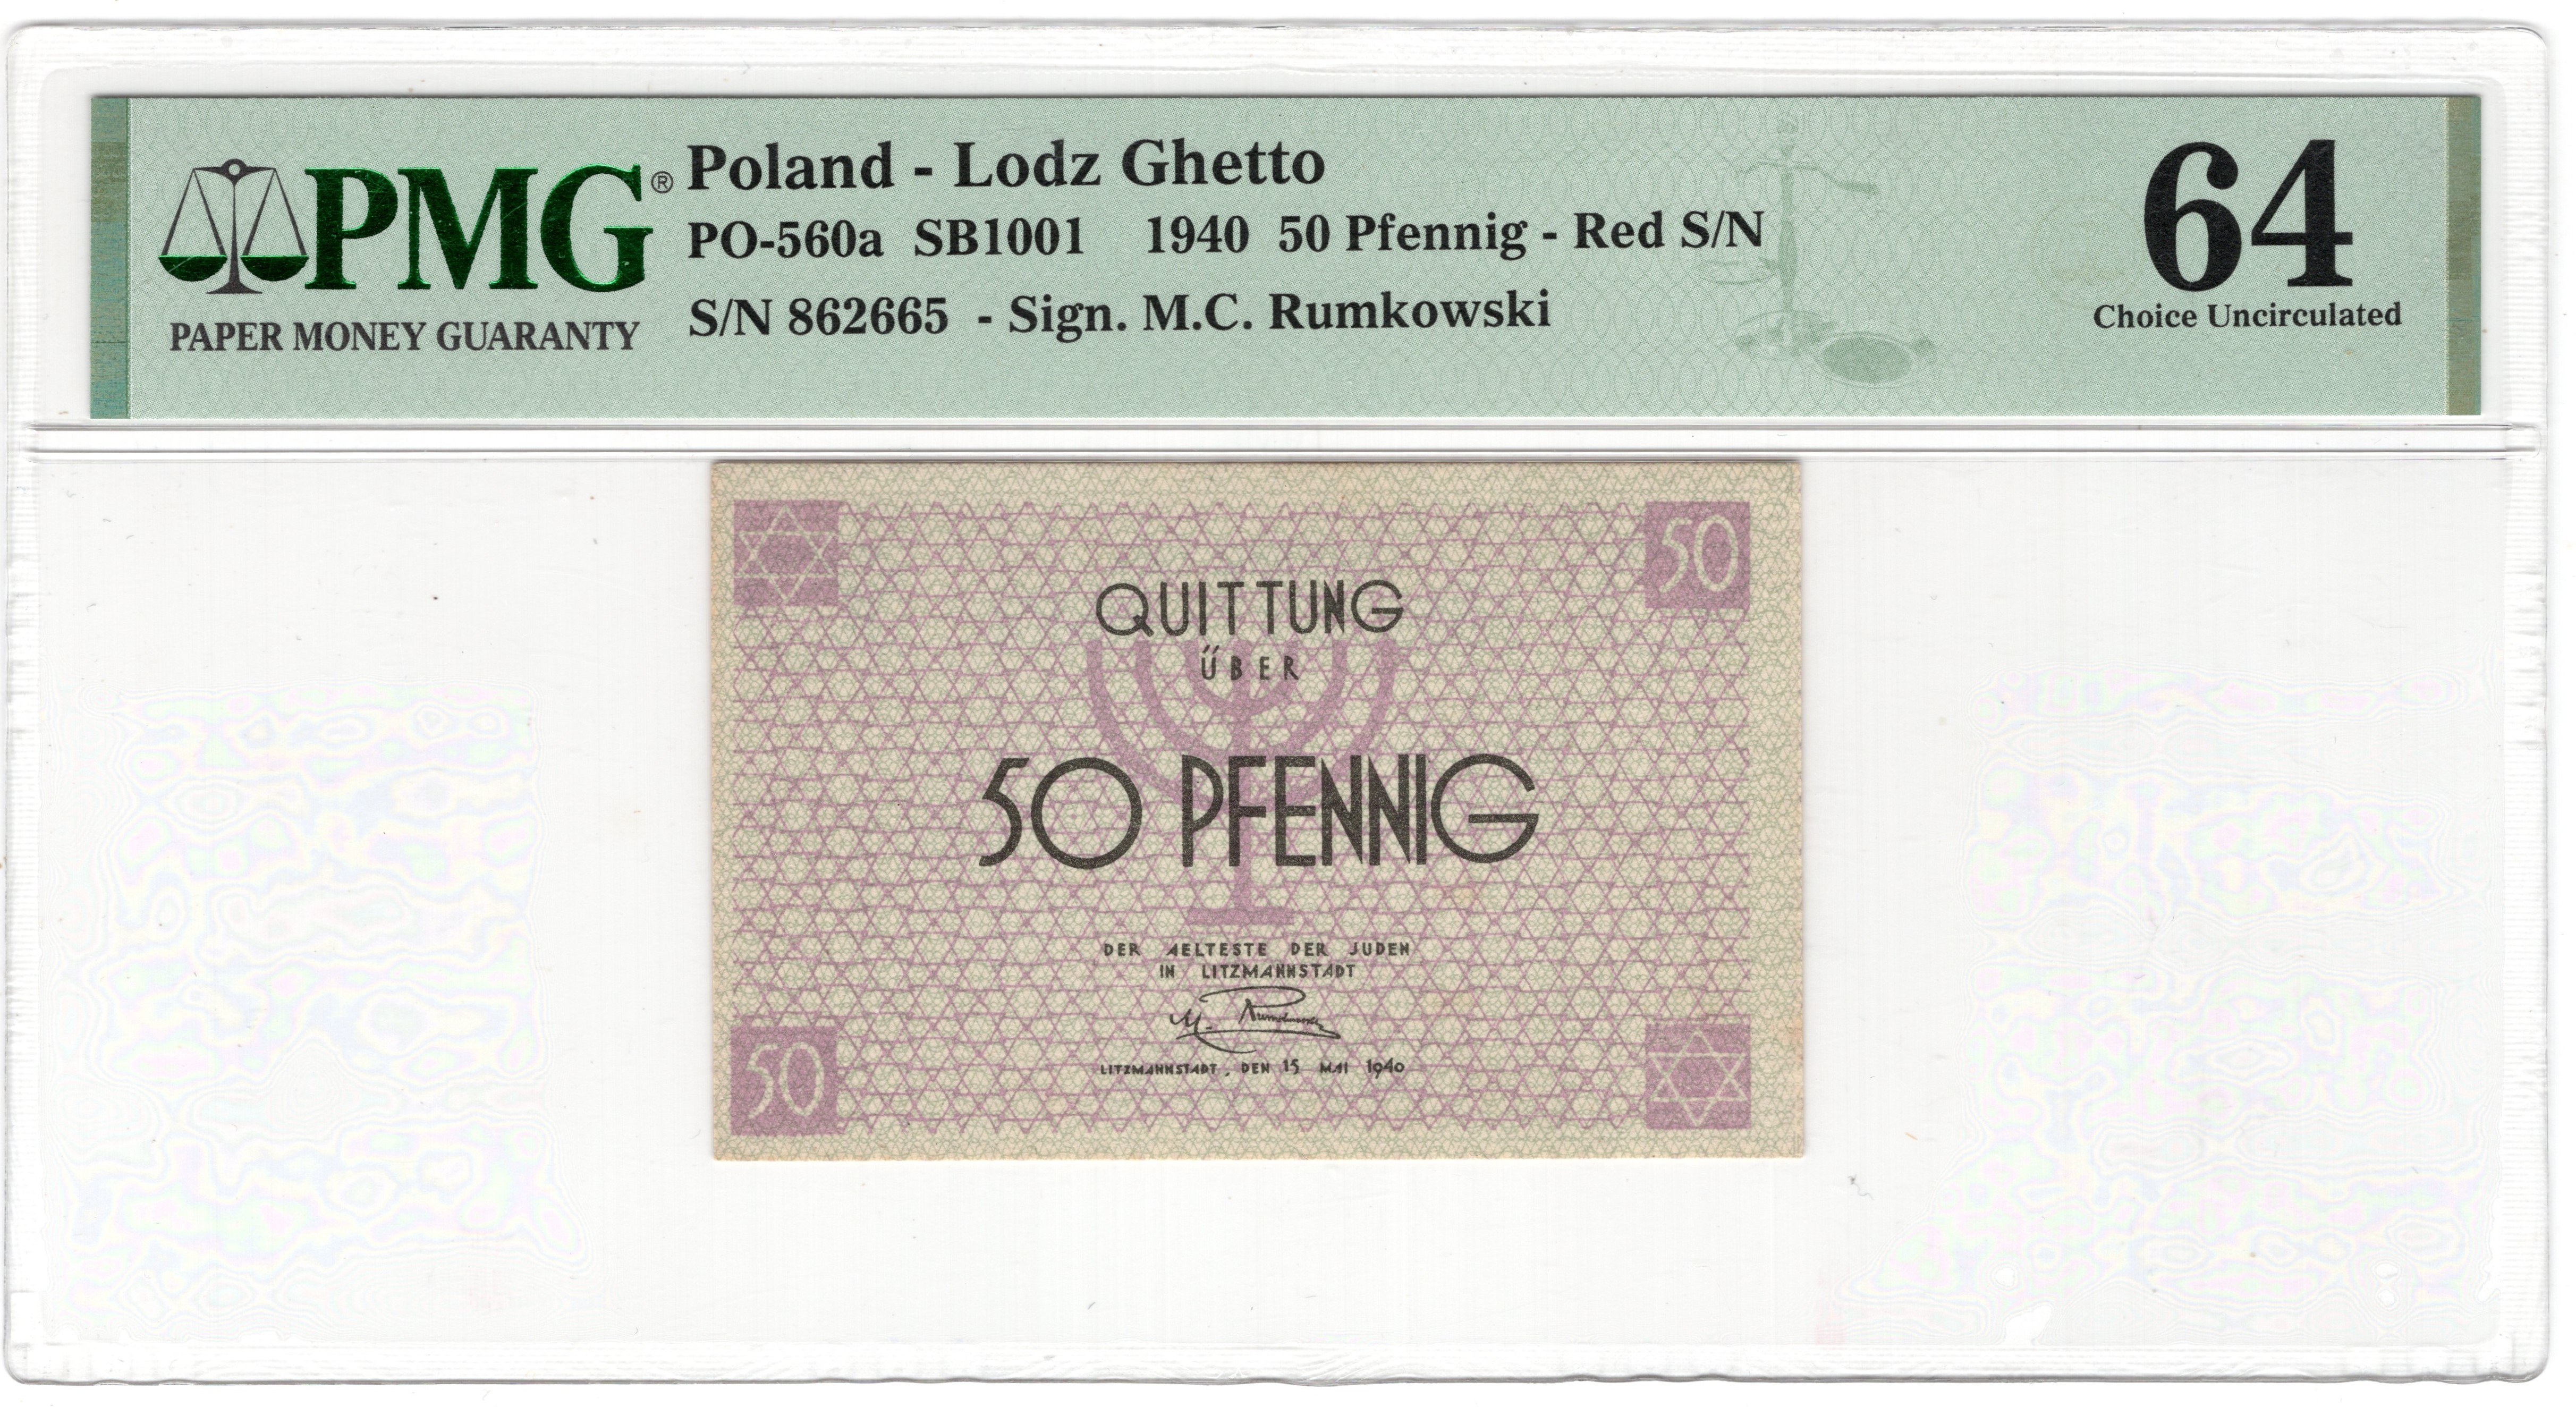 PMG®
PAPER MONEY GUARANTY
Poland - Lodz Ghetto
PO-560a SB1001 1940 50 Pfennig - Red S/N
S/N 862665 - Sign. M.C. Rumkowski
64
Choice Uncirculated
50
QUITTUNG
ÜBER
50 PFENNIG
DER AELTESTE DER JUDEN
IN LITZMANNSTADT
M. Rumkowski
LITZMANNSTADT, DEN 15 MAI 1940
50